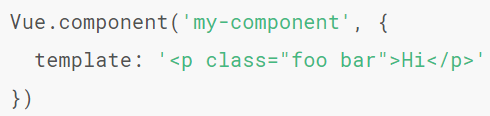 Vue.component('my-component', {
  template: '<p class="foo bar">Hi</p>'
})